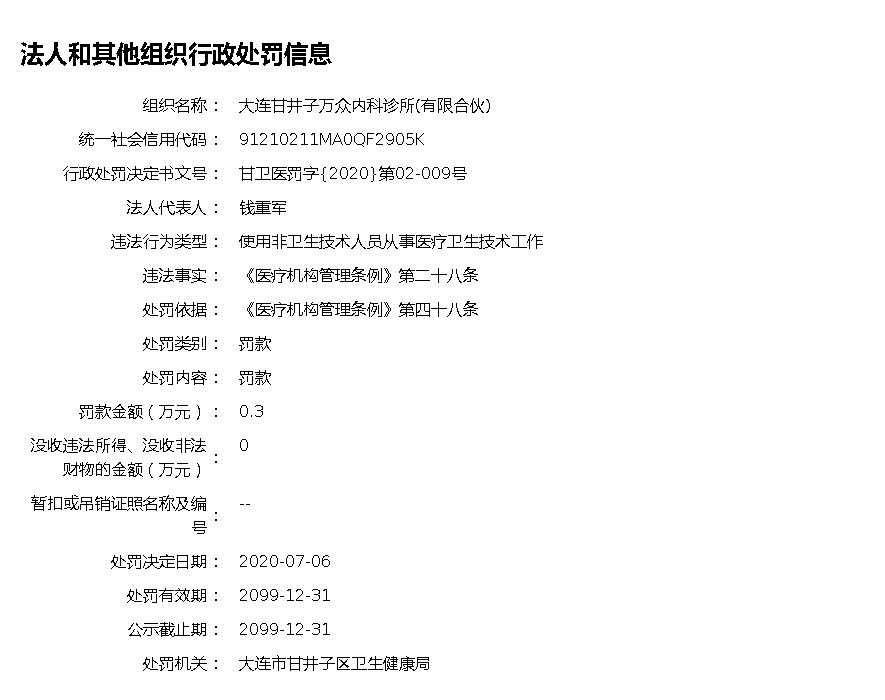 法人和其他组织行政处罚信息
组织名称： 大连甘井子万众内科诊所(有限合伙)
统一社会信用代码： 91210211MA0QF2905K
行政处罚决定书文号： 甘卫医罚字{2020}第02-009号
法人代表人： 钱重军
违法行为类型： 使用非卫生技术人员从事医疗卫生技术工作
违法事实： 《医疗机构管理条例》第二十八条
处罚依据： 《医疗机构管理条例》第四十八条
处罚类别： 罚款
处罚内容： 罚款
罚款金额（万元）： 0.3
没收违法所得、没收非法
财物的金额（万元）： 0
暂扣或吊销证照名称及编
号： --
处罚决定日期： 2020-07-06
处罚有效期： 2099-12-31
公示截止期： 2099-12-31
处罚机关： 大连市甘井子区卫生健康局